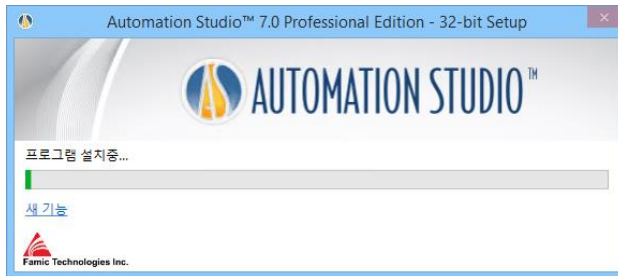 Automation Studio™ 7.0 Professional Edition - 32-bit Setup
AUTOMATION STUDIO™
프로그램 설치중...
새 기능
Famic Technologies Inc.